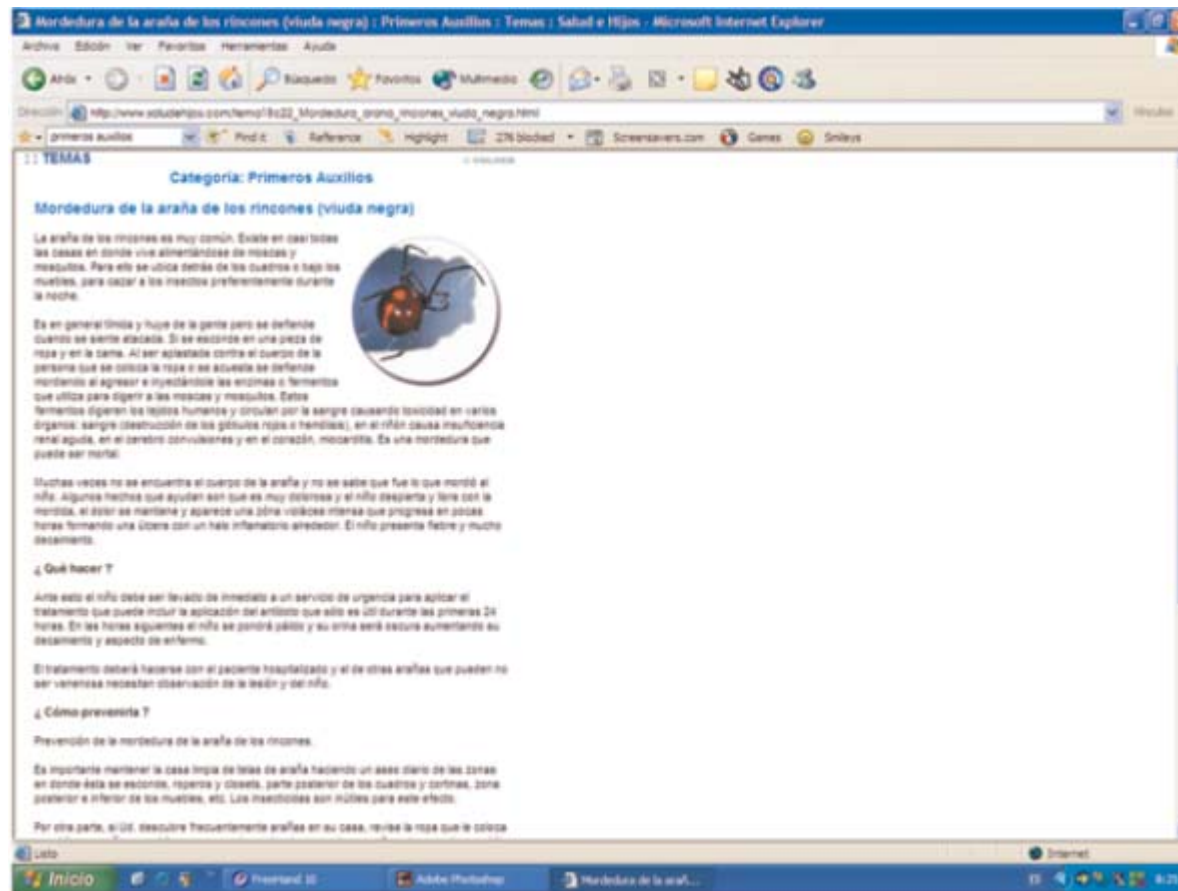 Mordedura de la araña de los rincones (viuda negra) : Primeros Auxilios : Temas : Salud e Hijos - Microsoft Internet Explorer
Archivo Edición Ver Favoritos Herramientas Ayuda
Atrás Búsqueda Favoritos Multimedia
Dirección http://www.saludehijos.com/tema18s22_Mordedura_arana_rincones_viuda_negra.html Vínculos
primeros auxilios Find it Reference Highlight 276 blocked Screensavers.com Games Smileys
:: TEMAS
Categoría: Primeros Auxilios
Mordedura de la araña de los rincones (viuda negra)
La araña de los rincones es muy común. Existe en casi todas
las casas en donde vive alimentándose de moscas y
mosquitos. Para ello se ubica detrás de los cuadros o bajo los
muebles, para cazar a los insectos preferentemente durante
la noche.
Es en general tímida y huye de la gente pero se defiende
cuando se siente atacada. Si se esconde en una pieza de
ropa y en la cama. Al ser aplastada contra el cuerpo de la
persona que se coloca la ropa o se acuesta se defiende
mordiendo al agresor e inyectándole las enzimas o fermentos
que utiliza para digerir a las moscas y mosquitos. Estos
fermentos digieren los tejidos humanos y circulan por la sangre causando toxicidad en varios
órganos: sangre (destrucción de los glóbulos rojos o hemólisis), en el riñón causa insuficiencia
renal aguda, en el cerebro convulsiones y en el corazón, miocarditis. Es una mordedura que
puede ser mortal.
Muchas veces no se encuentra el cuerpo de la araña y no se sabe que fue lo que mordió al
niño. Algunos hechos que ayudan son que es muy dolorosa y el niño despierta y llora con la
mordida, el dolor se mantiene y aparece una zóna violácea intensa que progresa en pocas
horas formando una úlcera con un halo inflamatorio alrededor. El niño presenta fiebre y mucho
decaimiento.
¿ Qué hacer ?
Ante esto el niño debe ser llevado de inmediato a un servicio de urgencia para aplicar el
tratamiento que puede incluir la aplicación del antídoto que sólo es útil durante las primeras 24
horas. En las horas siguientes el niño se pondrá pálido y su orina será oscura aumentando su
decaimiento y aspecto de enfermo.
El tratamiento deberá hacerse con el paciente hospitalizado y el de otras arañas que pueden no
ser venenosa necesitan observación de la lesión y del niño.
¿ Cómo prevenirla ?
Prevención de la mordedura de la araña de los rincones.
Es importante mantener la casa limpia de telas de araña haciendo un aseo diario de las zonas
en donde ésta se esconde, roperos y closets, parte posterior de los cuadros y cortinas, zona
posterior e inferior de los muebles, etc. Los insecticidas son inútiles para este efecto.
Por otra parte, si Ud. descubre frecuentemente arañas en su casa, revise la ropa que le coloca
Listo Internet
Inicio FreeHand 10 Adobe Photoshop Mordedura de la arañ... ES